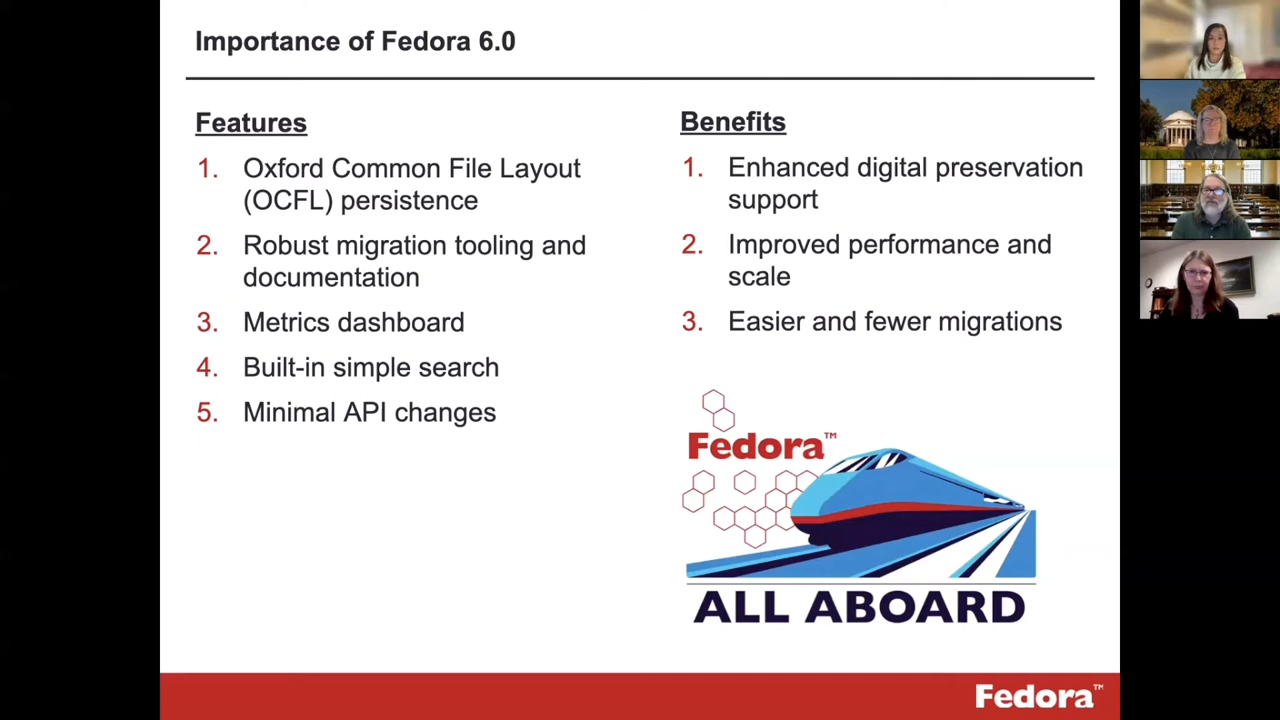 Importance of Fedora 6.0
Features
1. Oxford Common File Layout
(OCFL) persistence
2. Robust migration tooling and
documentation
3. Metrics dashboard
4. Built-in simple search
5. Minimal API changes
Benefits
1. Enhanced digital preservation
support
2. Improved performance and
scale
3. Easier and fewer migrations
Fedora™
ALL ABOARD
Fedora™